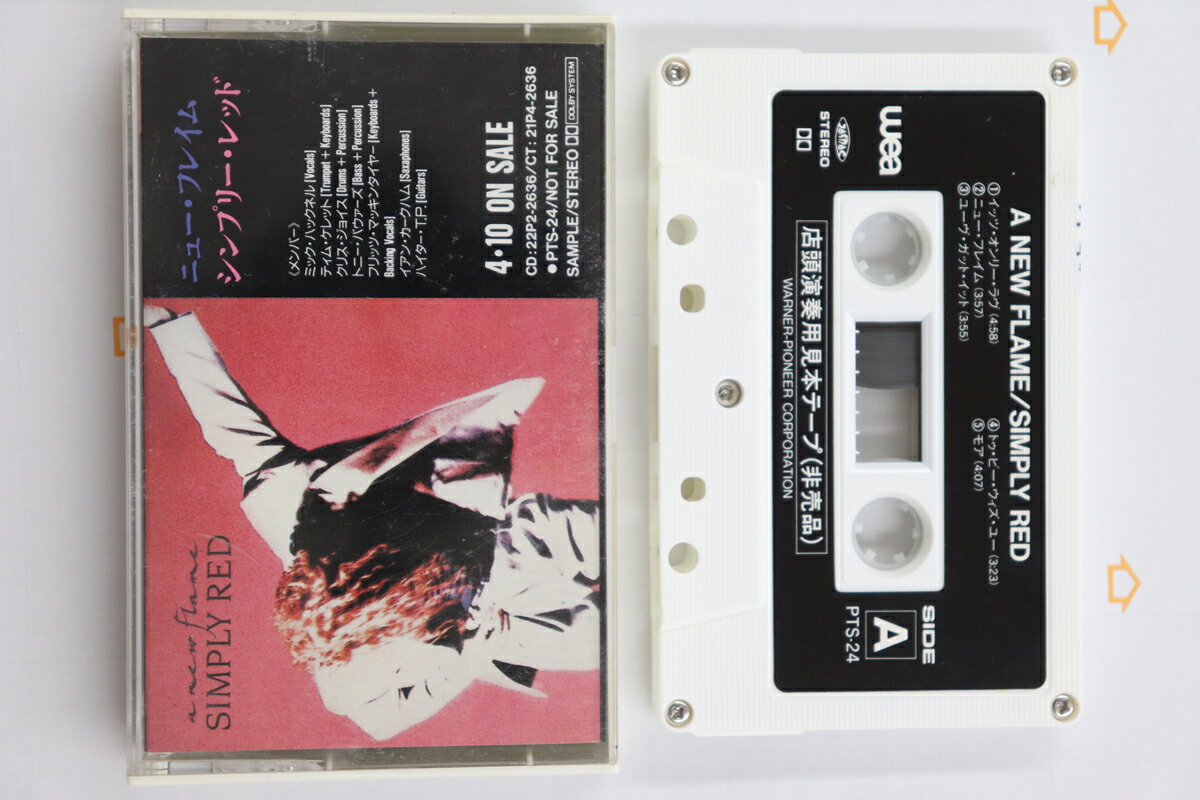 ニュー・フレイム
シンプリー・レッド
〈メンバー〉
ミック・ハックネル [Vocals]
ティム・ケレット [Trumpet + Keyboards]
クリス・ジョイス [Drums + Percussion]
トニー・バウァーズ [Bass + Percussion]
フリッツ・マッキンタイヤー [Keyboards +
Backing Vocals]
イアン・カークハム [Saxaphones]
ハイター・T.P. [Guitars]
4・10 ON SALE
CD: 22P2-2636/CT: 21P4-2636
● PTS-24/NOT FOR SALE
SAMPLE/STEREO DOLBY SYSTEM
a new flame
SIMPLY RED
wea
STEREO
A NEW FLAME/SIMPLY RED
①イッツ・オンリー・ラヴ (4:58)
②ニュー・フレイム (3:57)
③ユーヴ・ガット・イット (3:55)
④トゥ・ビー・ウィズ・ユー (3:23)
⑤モア (4:07)
店頭演奏用見本テープ(非売品)
WARNER-PIONEER CORPORATION
SIDE
A
PTS-24